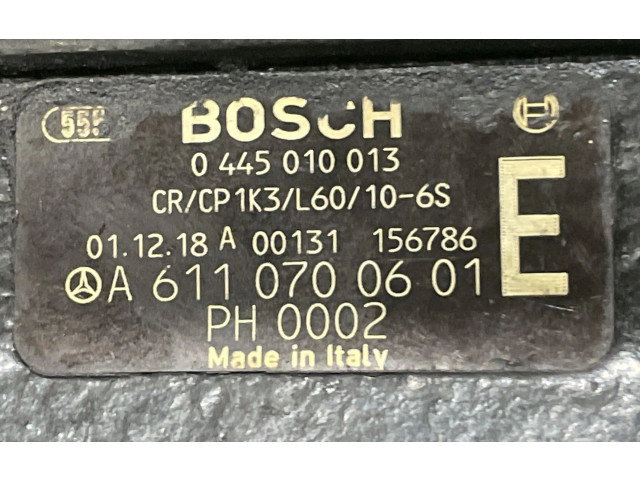 BOSCH
0 445 010 013
CR/CP1K3/L60/10-6S
E
01.12.18 A 00131 156786
A 611 070 06 01
PH 0002
Made in Italy